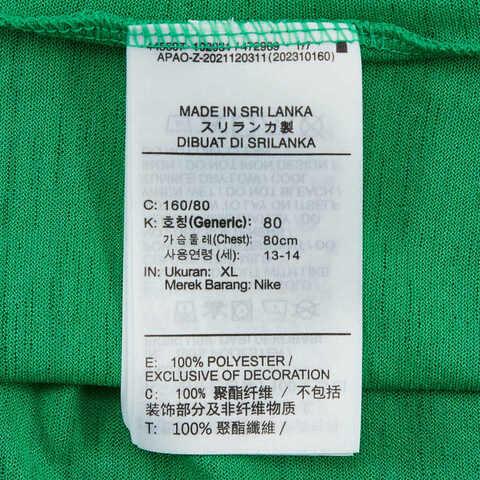 1/7
APAO-Z-2021120311 (202310160)
MADE IN SRI LANKA
スリランカ製
DIBUAT DI SRILANKA
C: 160/80
K: 호칭(Generic): 80
가슴둘레(Chest): 80cm
사용연령 (세): 13-14
IN: Ukuran: XL
Merek Barang: Nike
E: 100% POLYESTER /
EXCLUSIVE OF DECORATION
C: 100% 聚酯纤维 / 不包括
装饰部分及非纤维物质
T: 100% 聚酯纖維 /